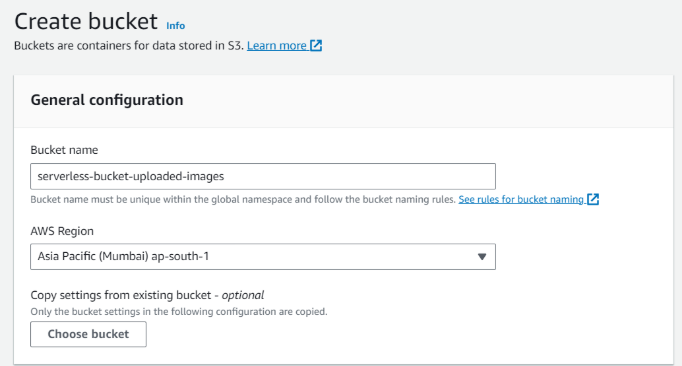 Create bucket Info
Buckets are containers for data stored in S3. Learn more
General configuration
Bucket name
serverless-bucket-uploaded-images
Bucket name must be unique within the global namespace and follow the bucket naming rules. See rules for bucket naming
AWS Region
Asia Pacific (Mumbai) ap-south-1
Copy settings from existing bucket - optional
Only the bucket settings in the following configuration are copied.
Choose bucket